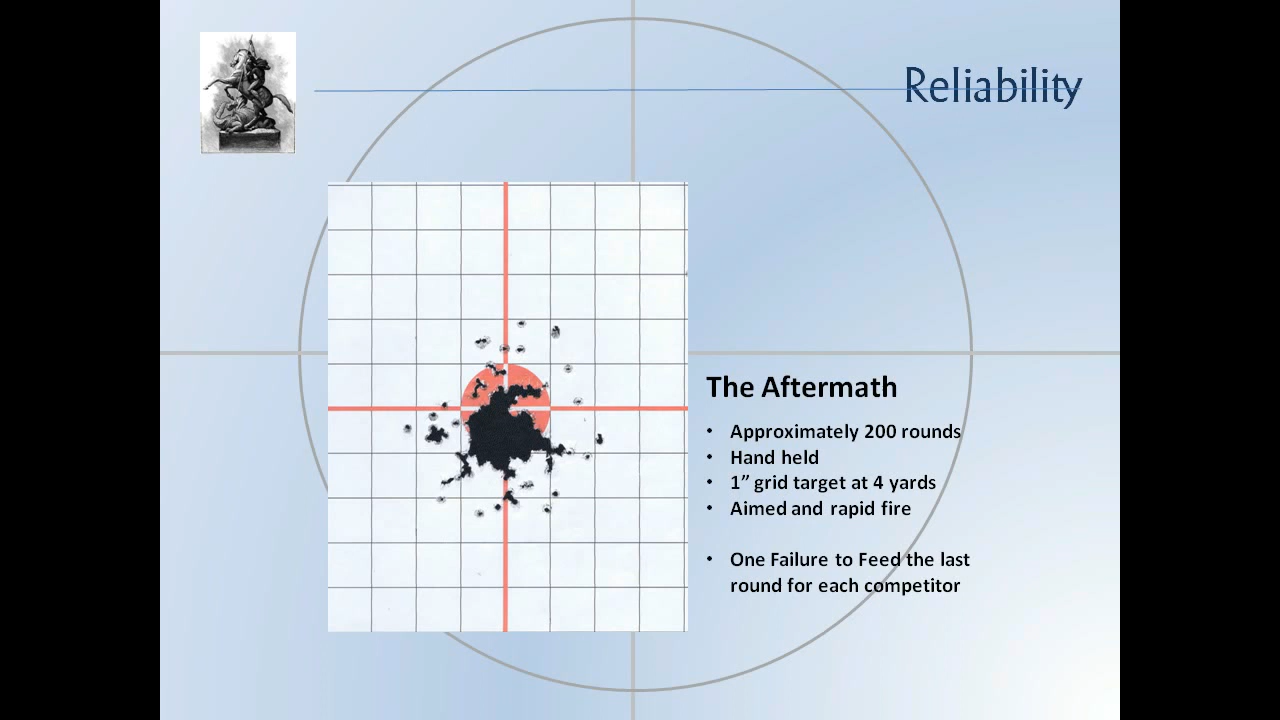 Reliability
The Aftermath
• Approximately 200 rounds
• Hand held
• 1” grid target at 4 yards
• Aimed and rapid fire
• One Failure to Feed the last
round for each competitor